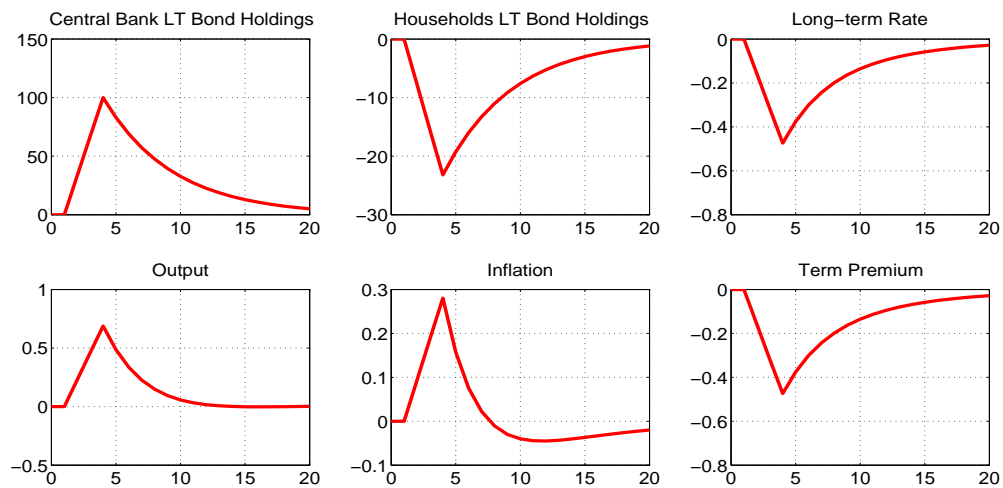 Central Bank LT Bond Holdings
150
100
50
0
0 5 10 15 20
Households LT Bond Holdings
0
−10
−20
−30
0 5 10 15 20
Long−term Rate
0
−0.2
−0.4
−0.6
−0.8
0 5 10 15 20
Output
1
0.5
0
−0.5
0 5 10 15 20
Inflation
0.3
0.2
0.1
0
−0.1
0 5 10 15 20
Term Premium
0
−0.2
−0.4
−0.6
−0.8
0 5 10 15 20